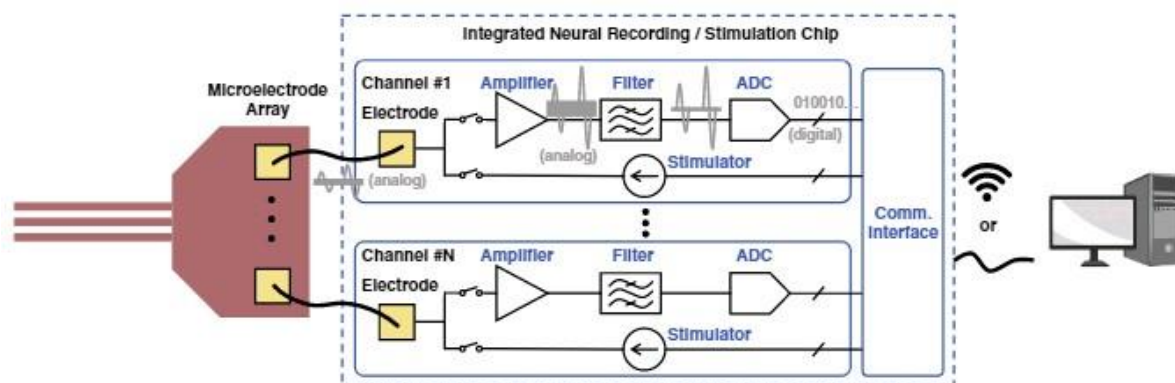 Integrated Neural Recording / Stimulation Chip
Microelectrode
Array
(analog)
Channel #1
Electrode
Amplifier
(analog)
Filter
ADC
010010...
(digital)
Stimulator
Channel #N
Electrode
Amplifier
Filter
ADC
Stimulator
Comm.
Interface
or